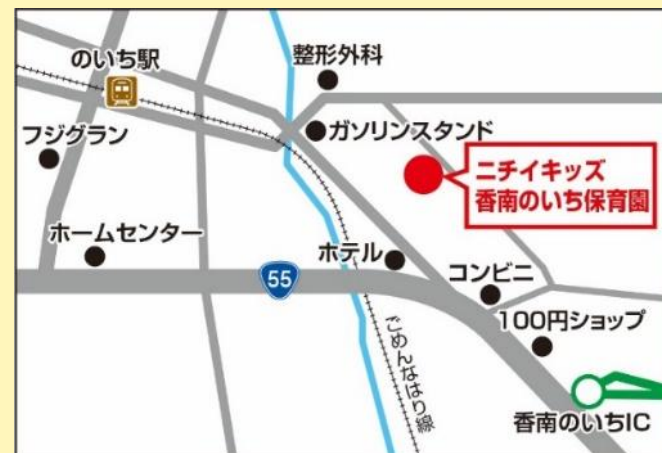 のいち駅
整形外科
フジグラン
ガソリンスタンド
ニチイキッズ
香南のいち保育園
ホームセンター
ホテル
55
コンビニ
100円ショップ
ごめんなはり線
香南のいちIC